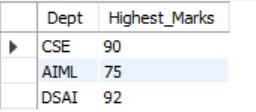 Dept Highest_Marks
CSE 90
AIML 75
DSAI 92